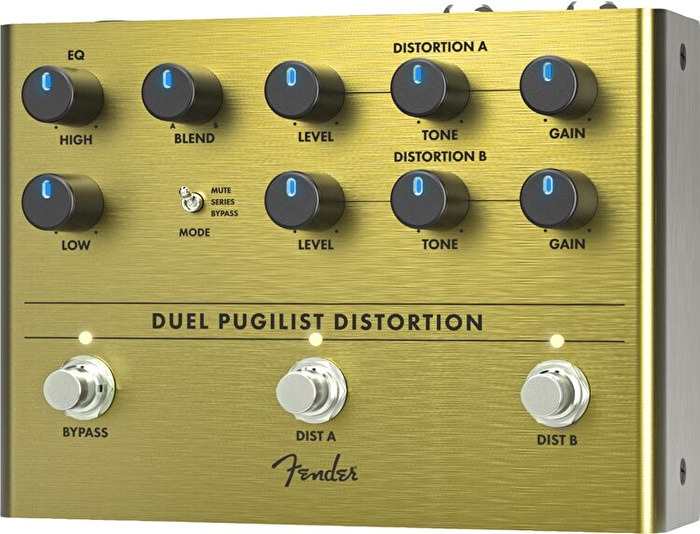 EQ
DISTORTION A
HIGH
A B
BLEND
LEVEL
TONE
GAIN
DISTORTION B
MUTE
SERIES
BYPASS
MODE
LOW
LEVEL
TONE
GAIN
DUEL PUGILIST DISTORTION
BYPASS
DIST A
DIST B
Fender